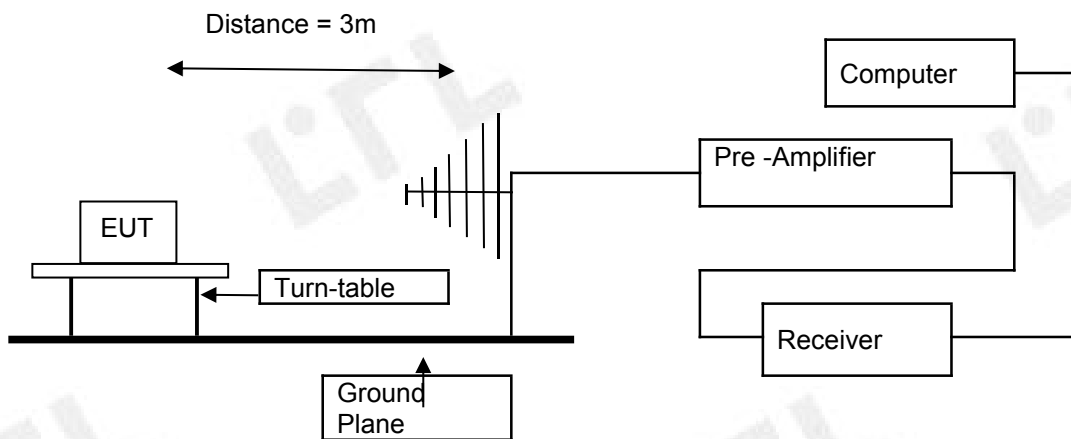 Distance = 3m
Computer
Pre -Amplifier
EUT
Turn-table
Receiver
Ground
Plane